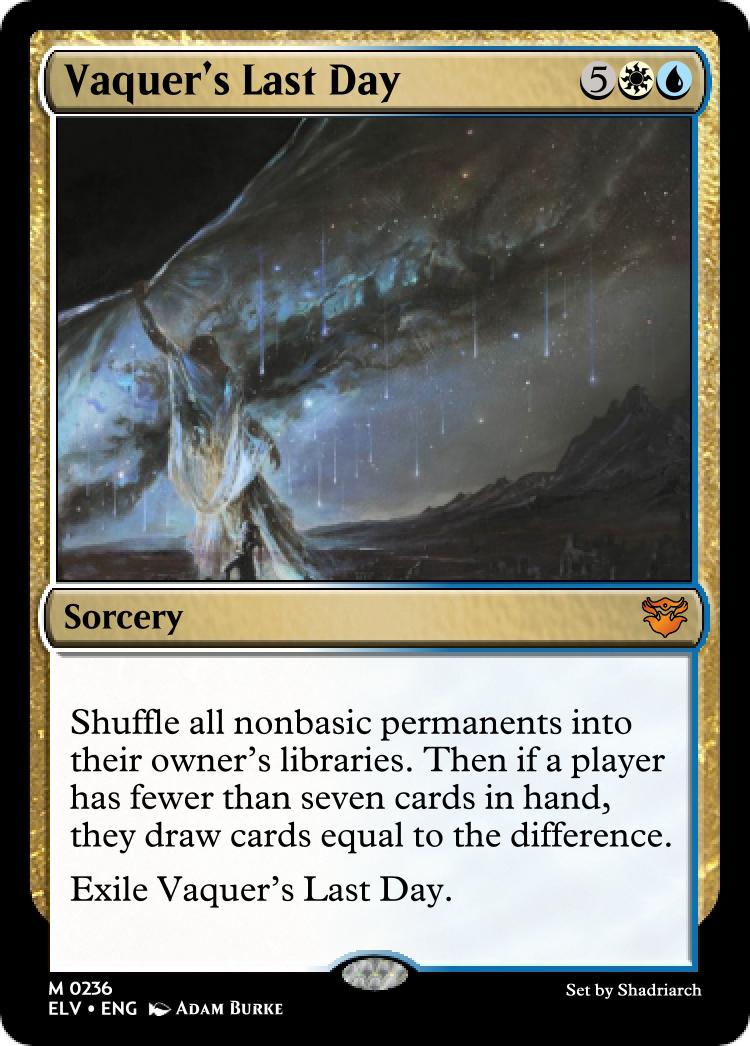 Vaquer's Last Day 5
Sorcery
Shuffle all nonbasic permanents into
their owner's libraries. Then if a player
has fewer than seven cards in hand,
they draw cards equal to the difference.
Exile Vaquer's Last Day.
M 0236
ELV • ENG ADAM BURKE
Set by Shadriarch